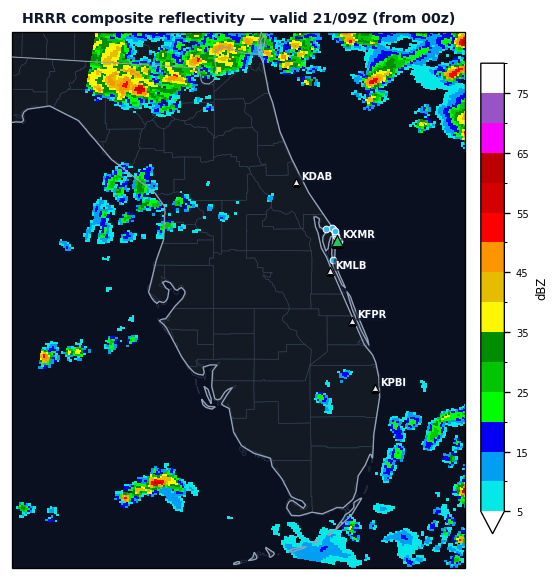 HRRR composite reflectivity — valid 21/09Z (from 00z)
KDAB
KXMR
KMLB
KFPR
KPBI
75
65
55
45
35
25
15
5
dBZ